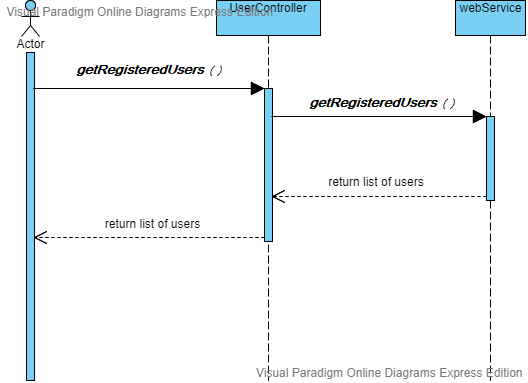 Visual Paradigm Online Diagrams Express Edition
UserController
webService
Actor
getRegisteredUsers ( )
getRegisteredUsers ( )
return list of users
return list of users
Visual Paradigm Online Diagrams Express Edition